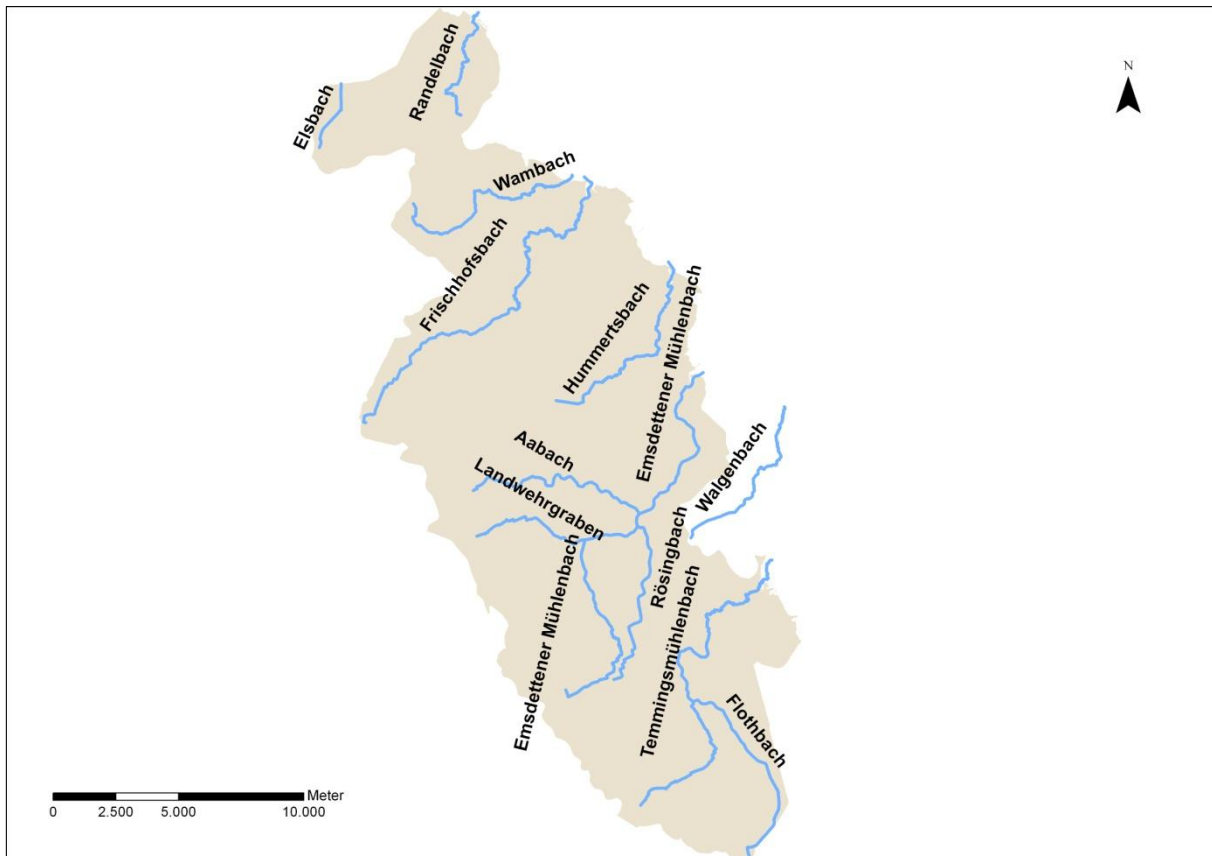 Randelbach
N
Elsbach
Wambach
Frischhofsbach
Hummertsbach
Emsdettener Mühlenbach
Aabach
Walgenbach
Landwehrgraben
Rösingbach
Emsdettener Mühlenbach
Temmingsmühlenbach
Flothbach
Meter
0 2.500 5.000 10.000